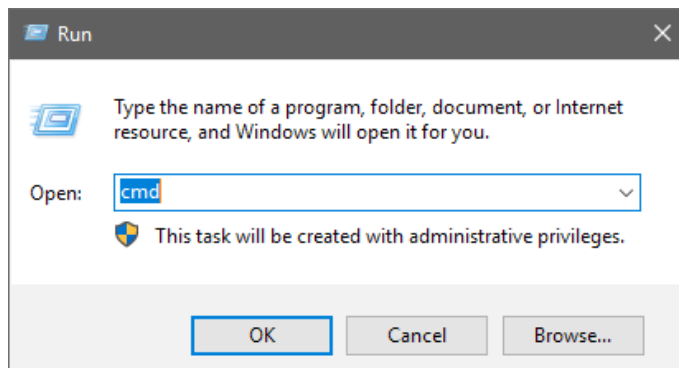 Run
Type the name of a program, folder, document, or Internet
resource, and Windows will open it for you.
Open: cmd
This task will be created with administrative privileges.
OK Cancel Browse...